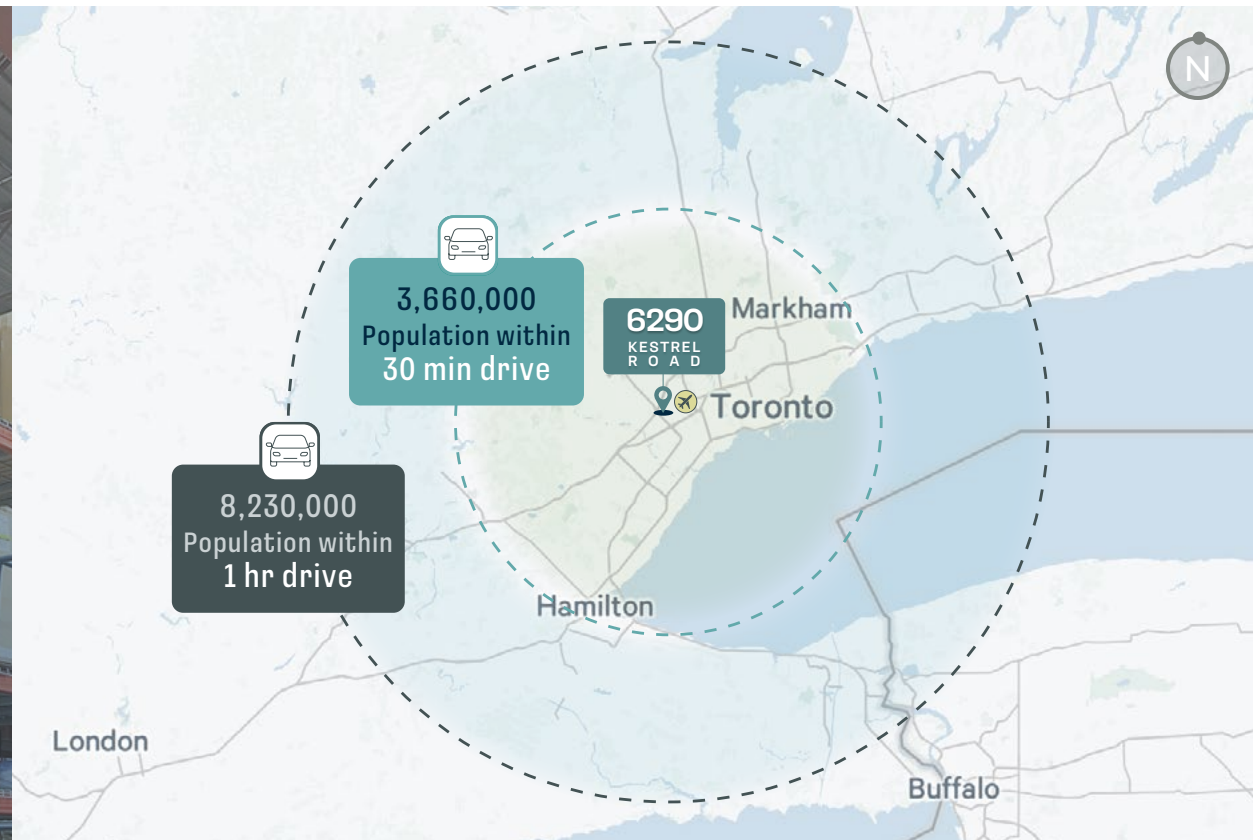 N
3,660,000
Population within
30 min drive
6290
KESTREL
ROAD
Markham
Toronto
8,230,000
Population within
1 hr drive
Hamilton
London
Buffalo